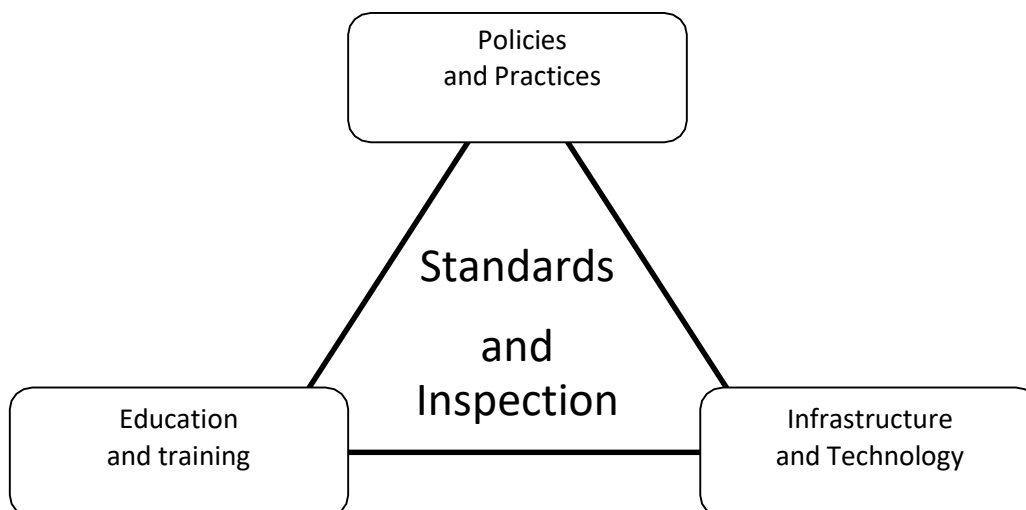 Policies
and Practices
Standards
and
Inspection
Education
and training
Infrastructure
and Technology